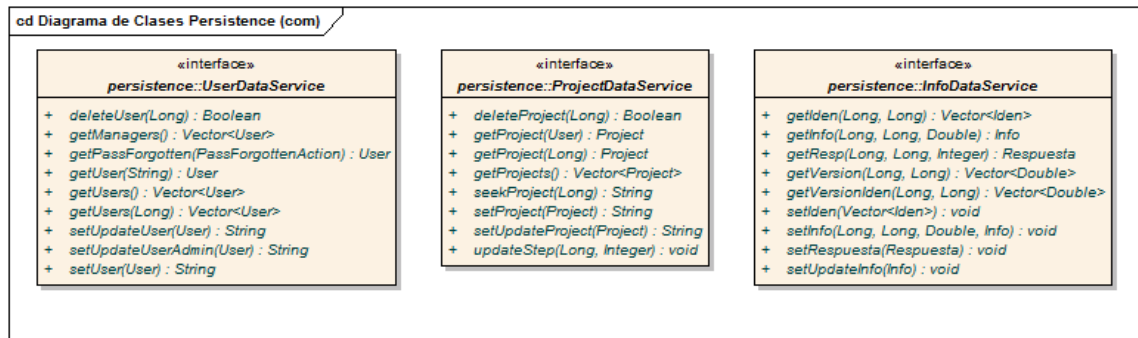 cd Diagrama de Clases Persistence (com)
«interface»
persistence::UserDataService
+ deleteUser(Long) : Boolean
+ getManagers() : Vector<User>
+ getPassForgotten(PassForgottenAction) : User
+ getUser(String) : User
+ getUsers() : Vector<User>
+ getUsers(Long) : Vector<User>
+ setUpdateUser(User) : String
+ setUpdateUserAdmin(User) : String
+ setUser(User) : String
«interface»
persistence::ProjectDataService
+ deleteProject(Long) : Boolean
+ getProject(User) : Project
+ getProject(Long) : Project
+ getProjects() : Vector<Project>
+ seekProject(Long) : String
+ setProject(Project) : String
+ setUpdateProject(Project) : String
+ updateStep(Long, Integer) : void
«interface»
persistence::InfoDataService
+ getIden(Long, Long) : Vector<Iden>
+ getInfo(Long, Long, Double) : Info
+ getResp(Long, Long, Integer) : Respuesta
+ getVersion(Long, Long) : Vector<Double>
+ getVersionIden(Long, Long) : Vector<Double>
+ setIden(Vector<Iden>) : void
+ setInfo(Long, Long, Double, Info) : void
+ setRespuesta(Respuesta) : void
+ setUpdateInfo(Info) : void